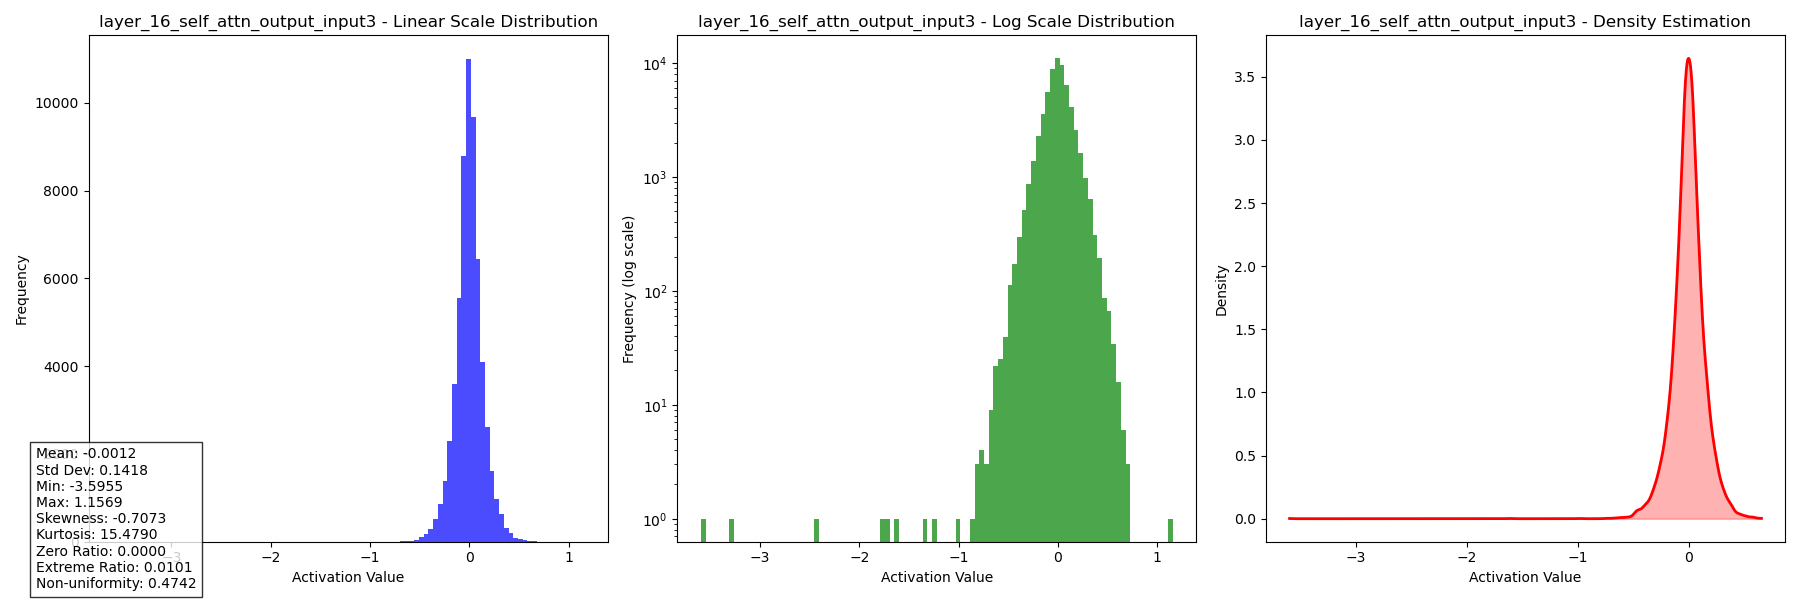 layer_16_self_attn_output_input3 - Linear Scale Distribution
Frequency
10000
8000
6000
4000
0
−3
−2
−1
0
1
Activation Value
Mean: -0.0012
Std Dev: 0.1418
Min: -3.5955
Max: 1.1569
Skewness: -0.7073
Kurtosis: 15.4790
Zero Ratio: 0.0000
Extreme Ratio: 0.0101
Non-uniformity: 0.4742
layer_16_self_attn_output_input3 - Log Scale Distribution
Frequency (log scale)
10⁴
10³
10²
10¹
10⁰
−3
−2
−1
0
1
Activation Value
layer_16_self_attn_output_input3 - Density Estimation
Density
3.5
3.0
2.5
2.0
1.5
1.0
0.5
0.0
−3
−2
−1
0
Activation Value